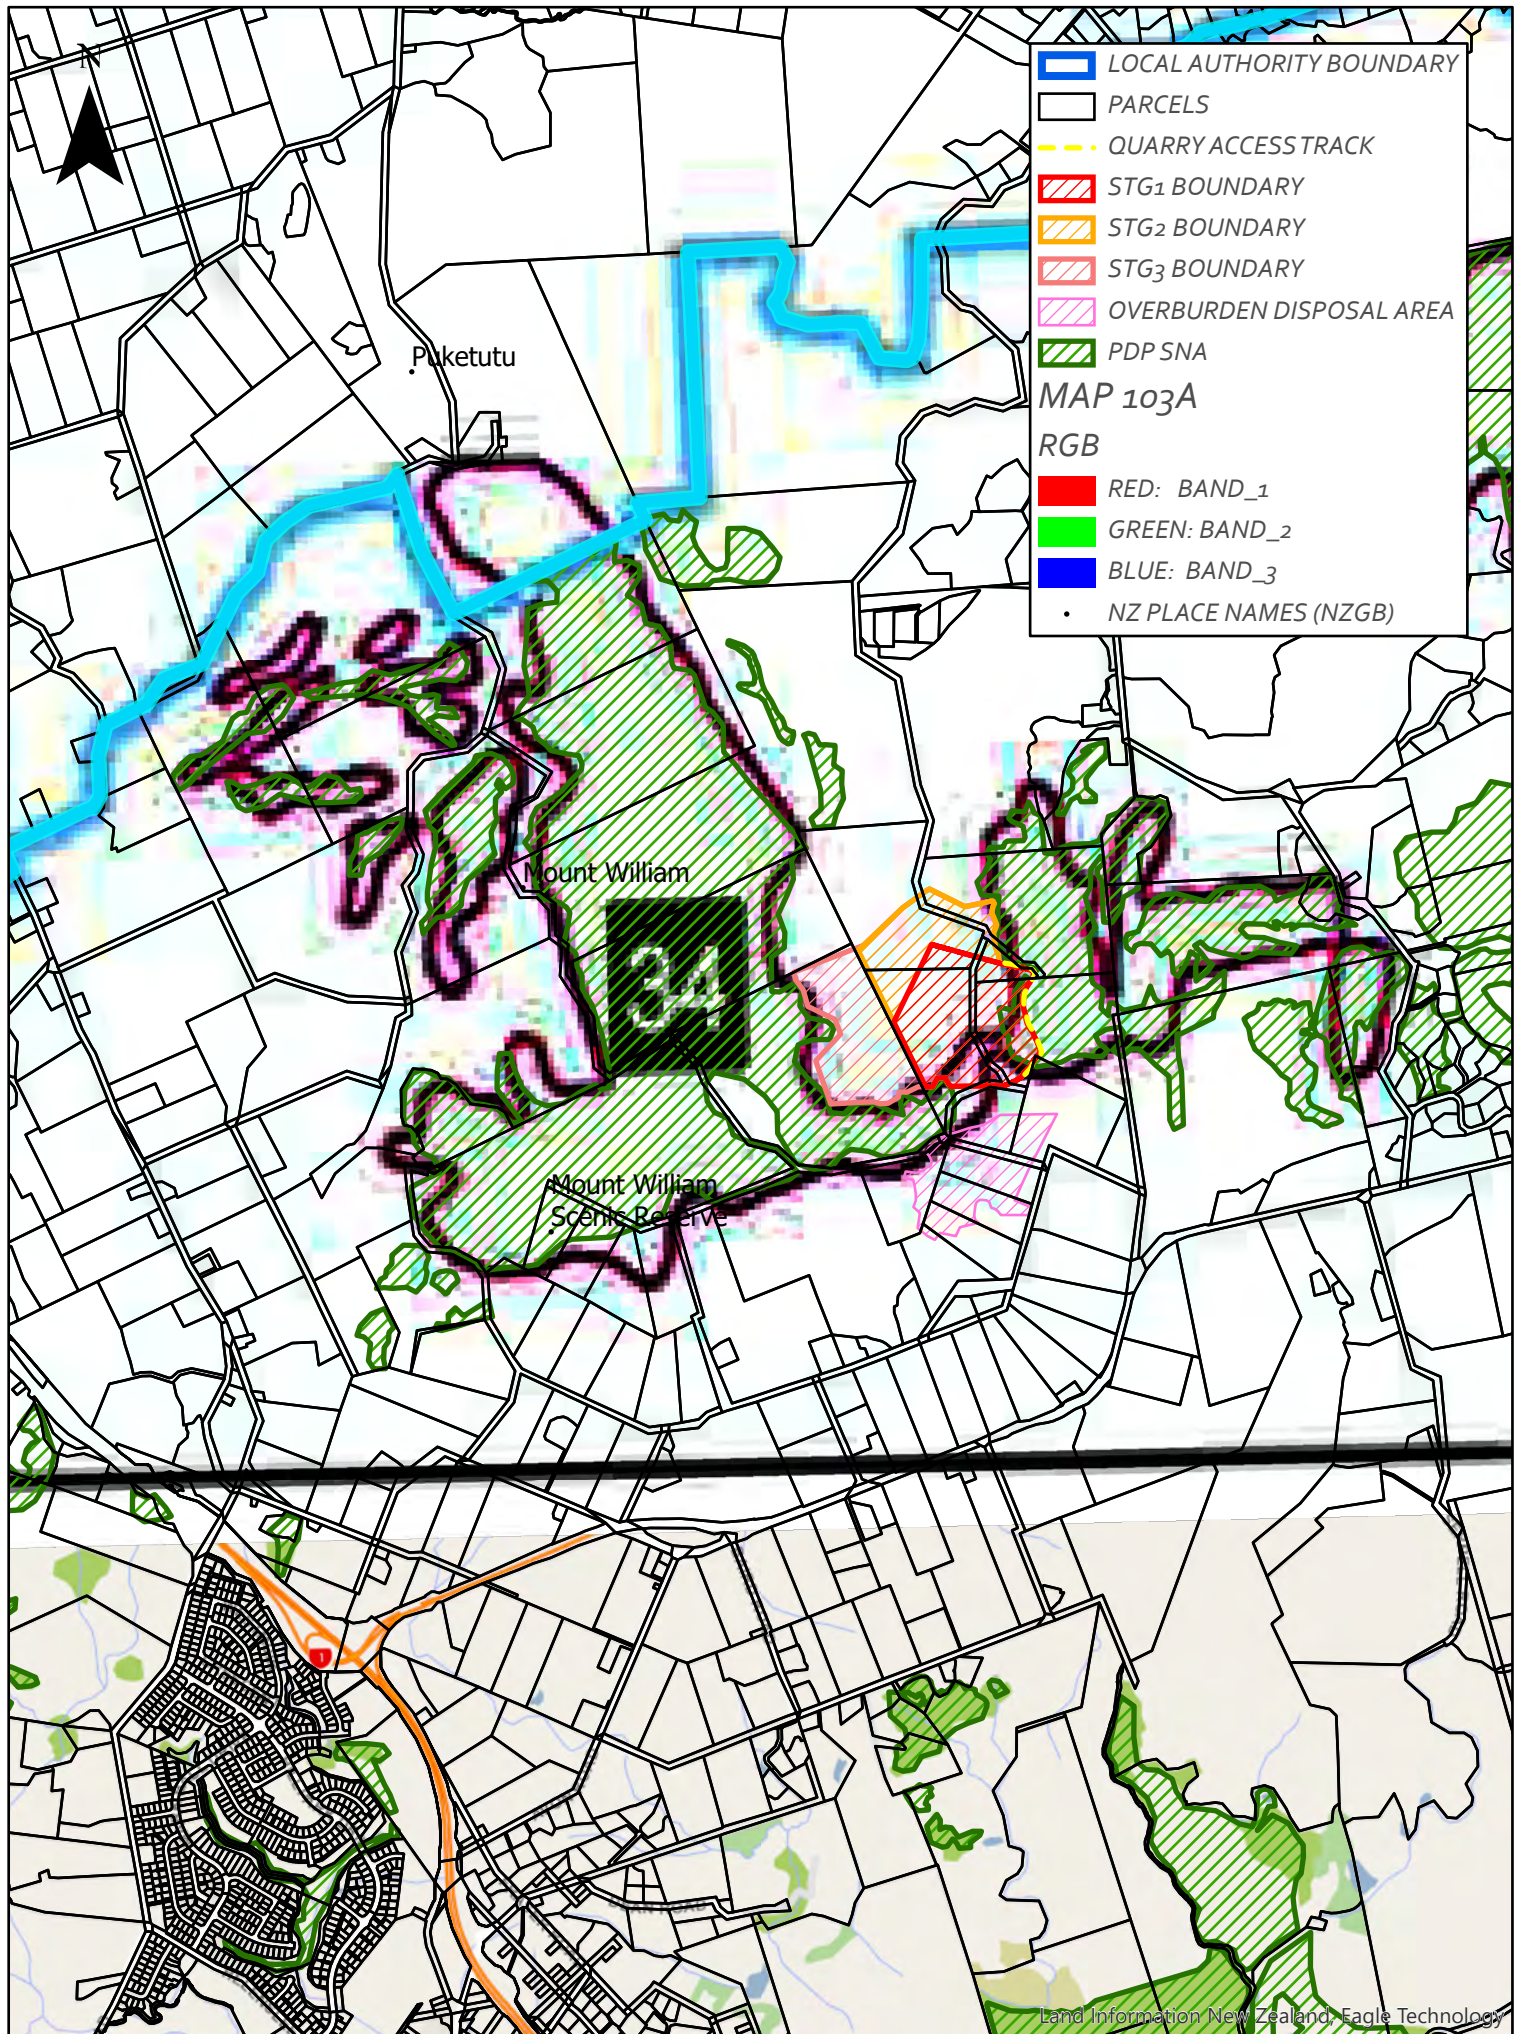 N
LOCAL AUTHORITY BOUNDARY
PARCELS
QUARRY ACCESS TRACK
STG1 BOUNDARY
STG2 BOUNDARY
STG3 BOUNDARY
OVERBURDEN DISPOSAL AREA
PDP SNA
MAP 103A
RGB
RED: BAND_1
GREEN: BAND_2
BLUE: BAND_3
NZ PLACE NAMES (NZGB)
Puketutu
Mount William
34
Mount William
Scenic Reserve
1
Land Information New Zealand, Eagle Technology